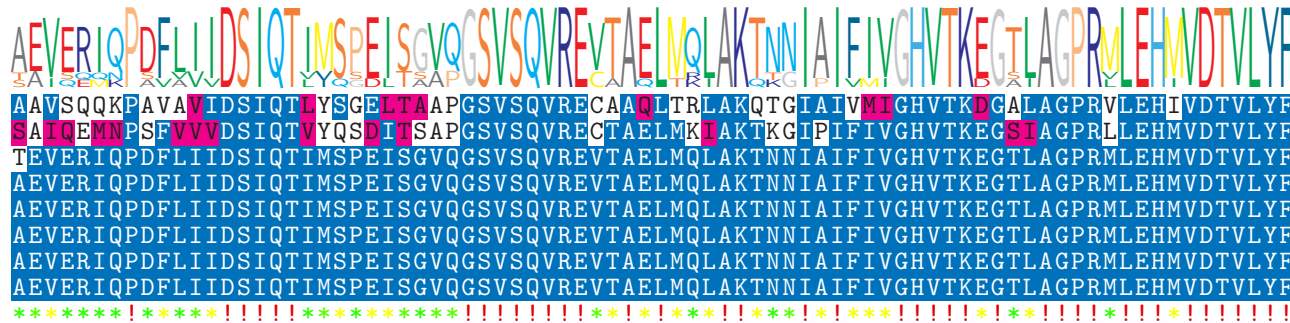 AEVERIQPDFLIIDSIQTIMSPEISGVQGSVSQVREVTAELMQLAKTNNIAIFIVGHVTKEGTLAGPRMLEHMVDTVLYF
AAVSQQKPAVAVIDSIQTLYSGELTAAPGSVSQVRECAAQLTRLAKQTGIAIVMIGHVTKDGALAGPRVLEHIVDTVLYF
SAIQEMNPSFVVVDSIQTVYQSDITSAPGSVSQVRECTAELMKIAKTKGIPIFIVGHVTKEGSIAGPRLLEHMVDTVLYF
TEVERIQPDFLIIDSIQTIMSPEISGVQGSVSQVREVTAELMQLAKTNNIAIFIVGHVTKEGTLAGPRMLEHMVDTVLYF
AEVERIQPDFLIIDSIQTIMSPEISGVQGSVSQVREVTAELMQLAKTNNIAIFIVGHVTKEGTLAGPRMLEHMVDTVLYF
AEVERIQPDFLIIDSIQTIMSPEISGVQGSVSQVREVTAELMQLAKTNNIAIFIVGHVTKEGTLAGPRMLEHMVDTVLYF
AEVERIQPDFLIIDSIQTIMSPEISGVQGSVSQVREVTAELMQLAKTNNIAIFIVGHVTKEGTLAGPRMLEHMVDTVLYF
AEVERIQPDFLIIDSIQTIMSPEISGVQGSVSQVREVTAELMQLAKTNNIAIFIVGHVTKEGTLAGPRMLEHMVDTVLYF
AEVERIQPDFLIIDSIQTIMSPEISGVQGSVSQVREVTAELMQLAKTNNIAIFIVGHVTKEGTLAGPRMLEHMVDTVLYF
*******!*****!!!!!**********!!!!!!!!**!*!***!!***!*!***!!!!!*!**!!!!*!!!*!!!!!!!